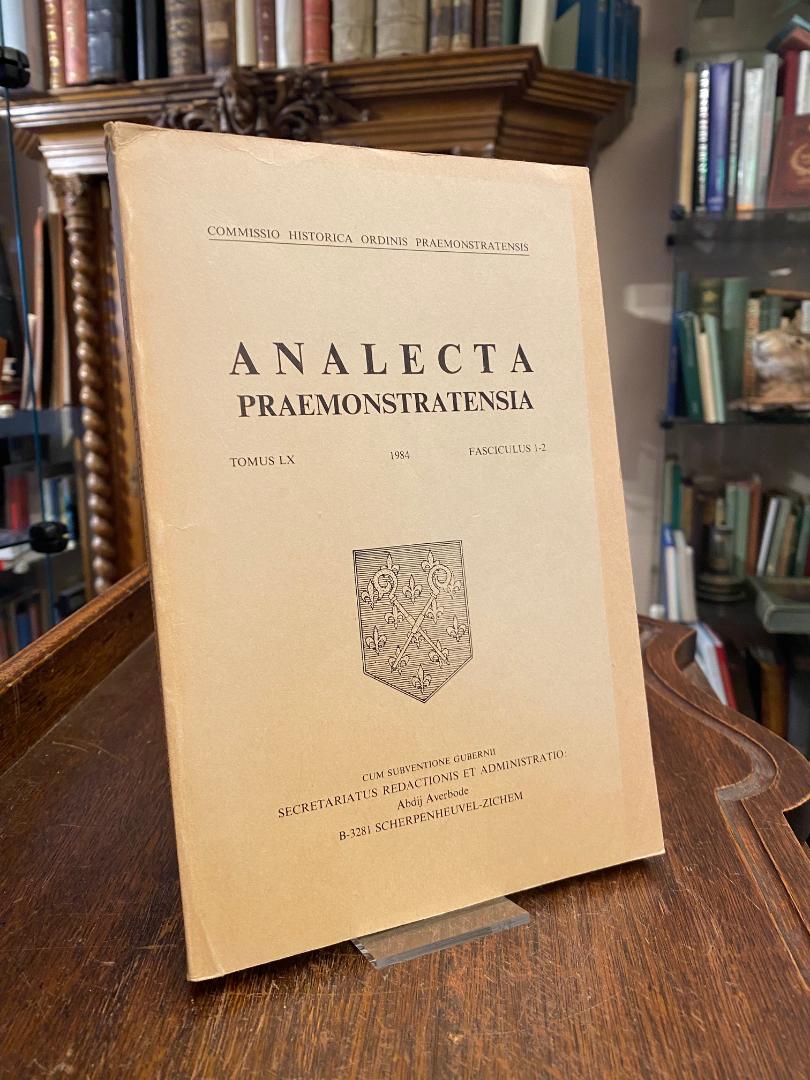 COMMISSIO HISTORICA ORDINIS PRAEMONSTRATENSIS
ANALECTA
PRAEMONSTRATENSIA
TOMUS LX 1984 FASCICULUS 1-2
CUM SUBVENTIONE GUBERNII
SECRETARIATUS REDACTIONIS ET ADMINISTRATIO:
Abdij Averbode
B-3281 SCHERPENHEUVEL-ZICHEM